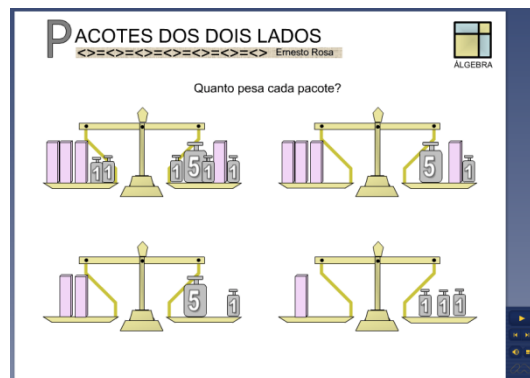 PACOTES DOS DOIS LADOS
<>=<>=<>=<>=<>=<>=<> Ernesto Rosa
ÁLGEBRA
Quanto pesa cada pacote?
1 1 1 5 1 1
5 1
5 1
1 1 1